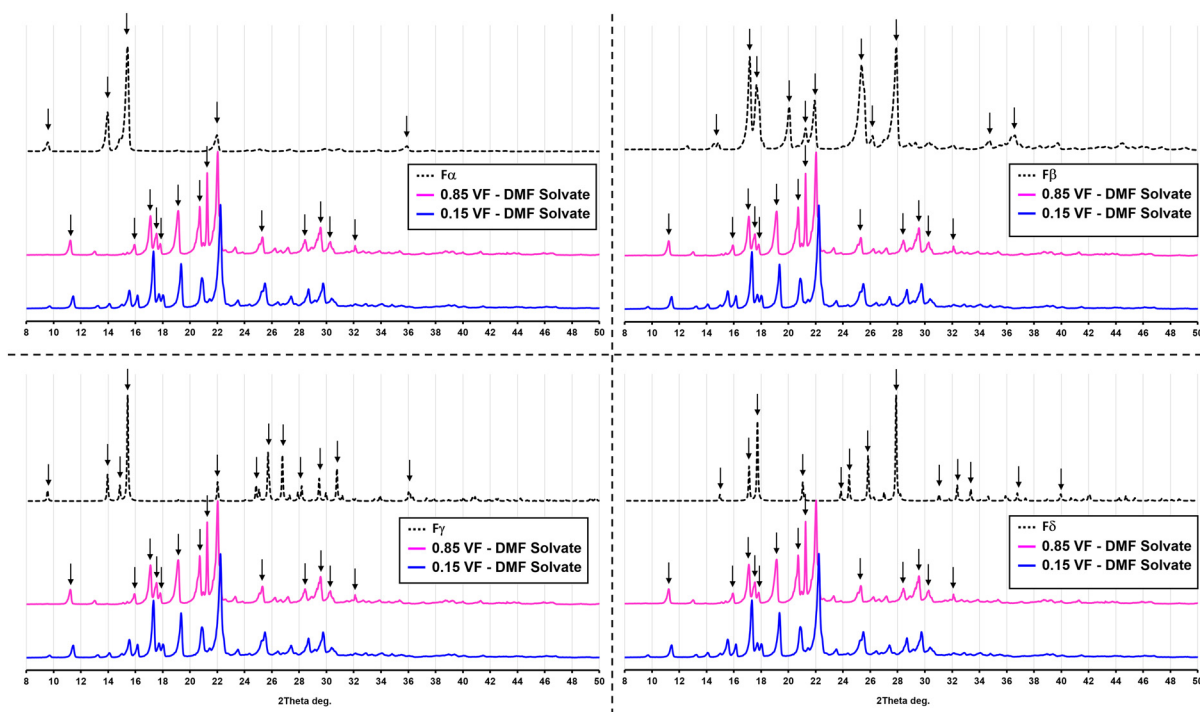 8 10 12 14 16 18 20 22 24 26 28 30 32 34 36 38 40 42 44 46 48 50
Fα
0.85 VF - DMF Solvate
0.15 VF - DMF Solvate
8 10 12 14 16 18 20 22 24 26 28 30 32 34 36 38 40 42 44 46 48 50
Fβ
0.85 VF - DMF Solvate
0.15 VF - DMF Solvate
8 10 12 14 16 18 20 22 24 26 28 30 32 34 36 38 40 42 44 46 48 50
Fγ
0.85 VF - DMF Solvate
0.15 VF - DMF Solvate
2Theta deg.
8 10 12 14 16 18 20 22 24 26 28 30 32 34 36 38 40 42 44 46 48 50
Fδ
0.85 VF - DMF Solvate
0.15 VF - DMF Solvate
2Theta deg.